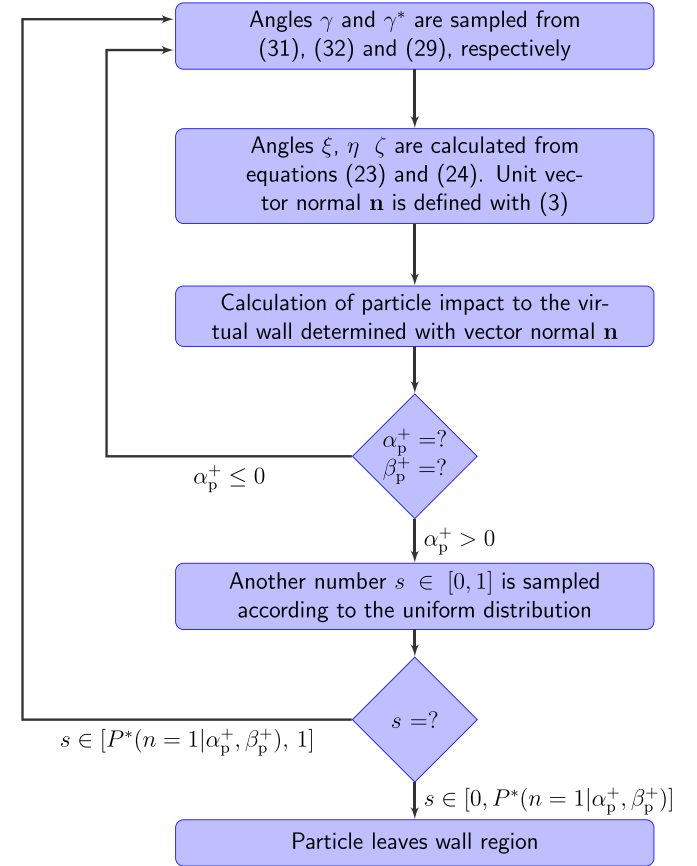 Angles γ and γ* are sampled from
(31), (32) and (29), respectively
Angles ξ, η ζ are calculated from
equations (23) and (24). Unit vec-
tor normal n is defined with (3)
Calculation of particle impact to the vir-
tual wall determined with vector normal n
α_p^+ =?
β_p^+ =?
α_p^+ ≤ 0
α_p^+ > 0
Another number s ∈ [0, 1] is sampled
according to the uniform distribution
s =?
s ∈ [P*(n = 1|α_p^+, β_p^+), 1]
s ∈ [0, P*(n = 1|α_p^+, β_p^+)]
Particle leaves wall region